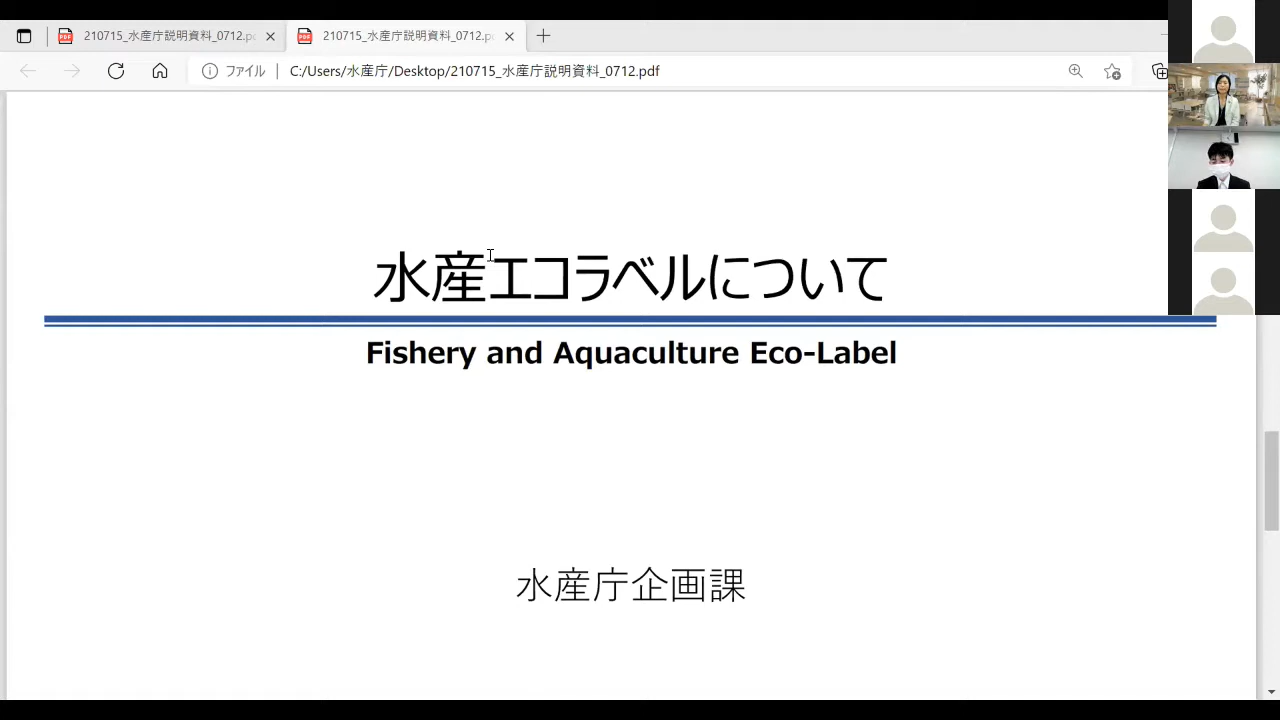 210715_水産庁説明資料_0712.pd
210715_水産庁説明資料_0712.pd
ファイル
C:/Users/水産庁/Desktop/210715_水産庁説明資料_0712.pdf
水産エコラベルについて
Fishery and Aquaculture Eco-Label
水産庁企画課